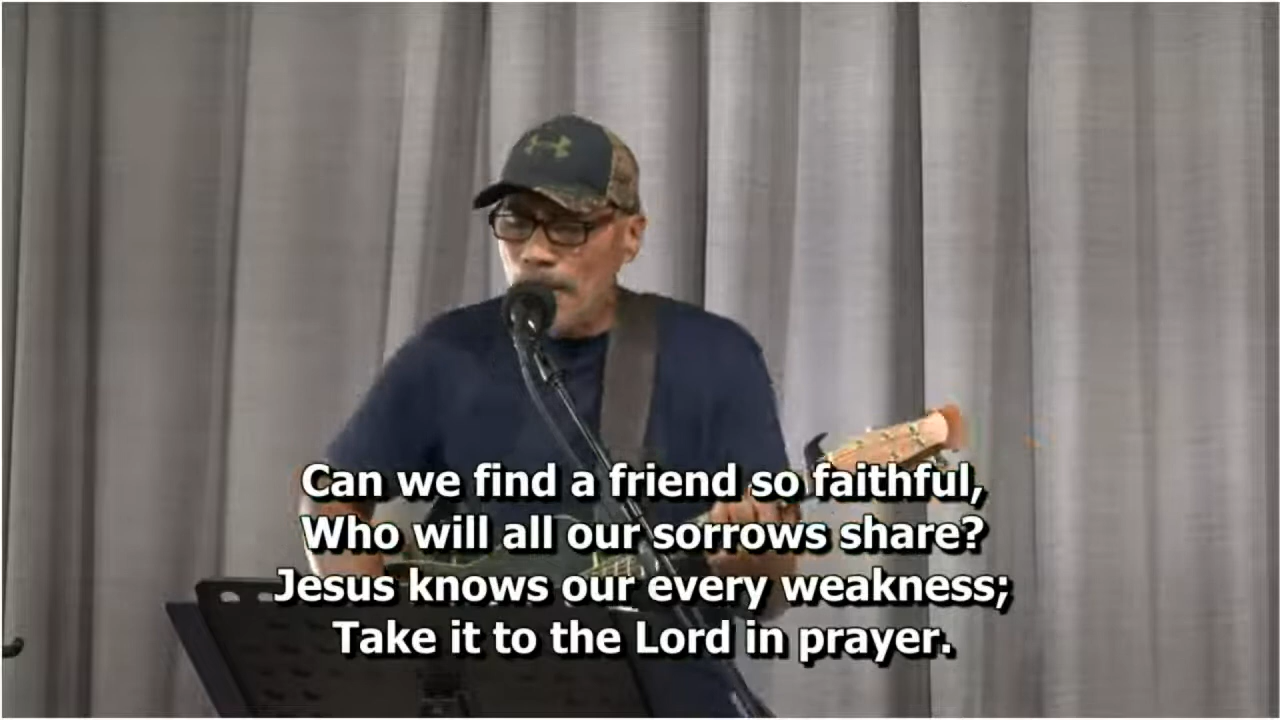 Can we find a friend so faithful,
Who will all our sorrows share?
Jesus knows our every weakness;
Take it to the Lord in prayer.